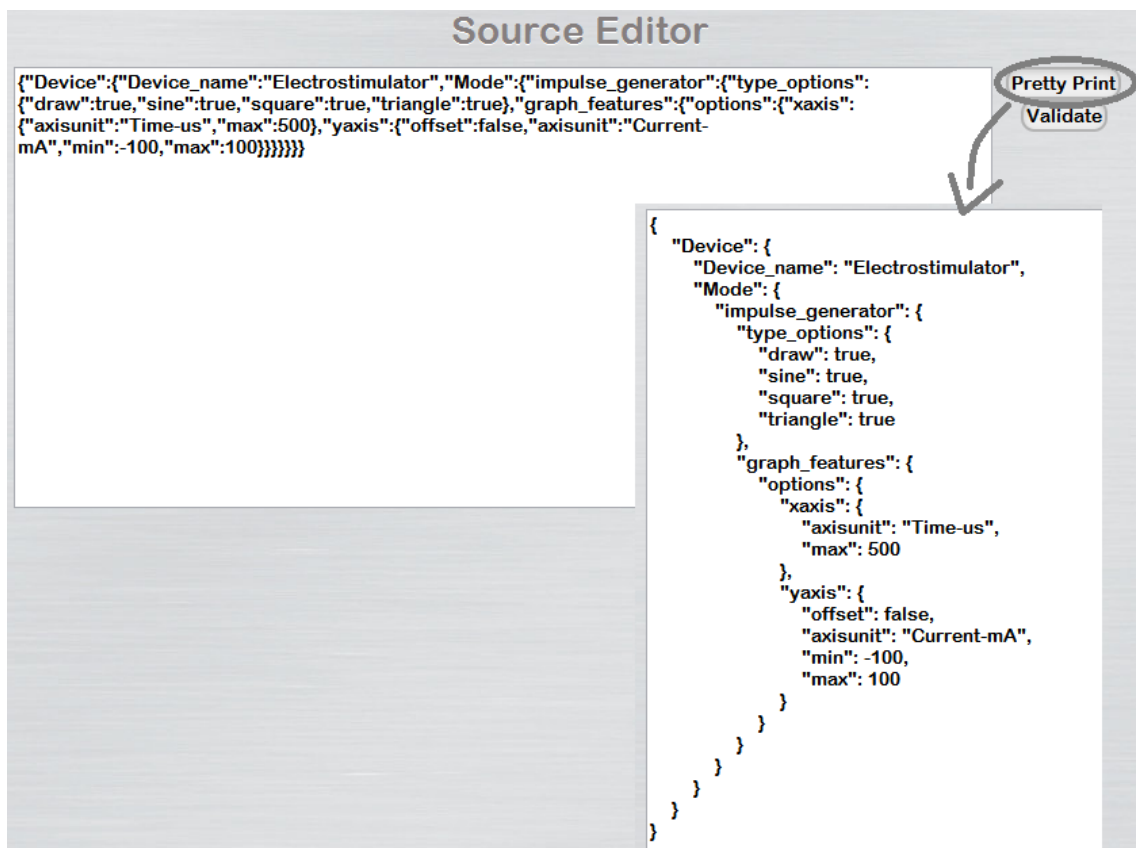 Source Editor
{"Device":{"Device_name":"Electrostimulator","Mode":{"impulse_generator":{"type_options":
{"draw":true,"sine":true,"square":true,"triangle":true},"graph_features":{"options":{"xaxis":
{"axisunit":"Time-us","max":500},"yaxis":{"offset":false,"axisunit":"Current-
mA","min":-100,"max":100}}}}}}}
Pretty Print
Validate
{
"Device": {
"Device_name": "Electrostimulator",
"Mode": {
"impulse_generator": {
"type_options": {
"draw": true,
"sine": true,
"square": true,
"triangle": true
},
"graph_features": {
"options": {
"xaxis": {
"axisunit": "Time-us",
"max": 500
},
"yaxis": {
"offset": false,
"axisunit": "Current-mA",
"min": -100,
"max": 100
}
}
}
}
}
}
}